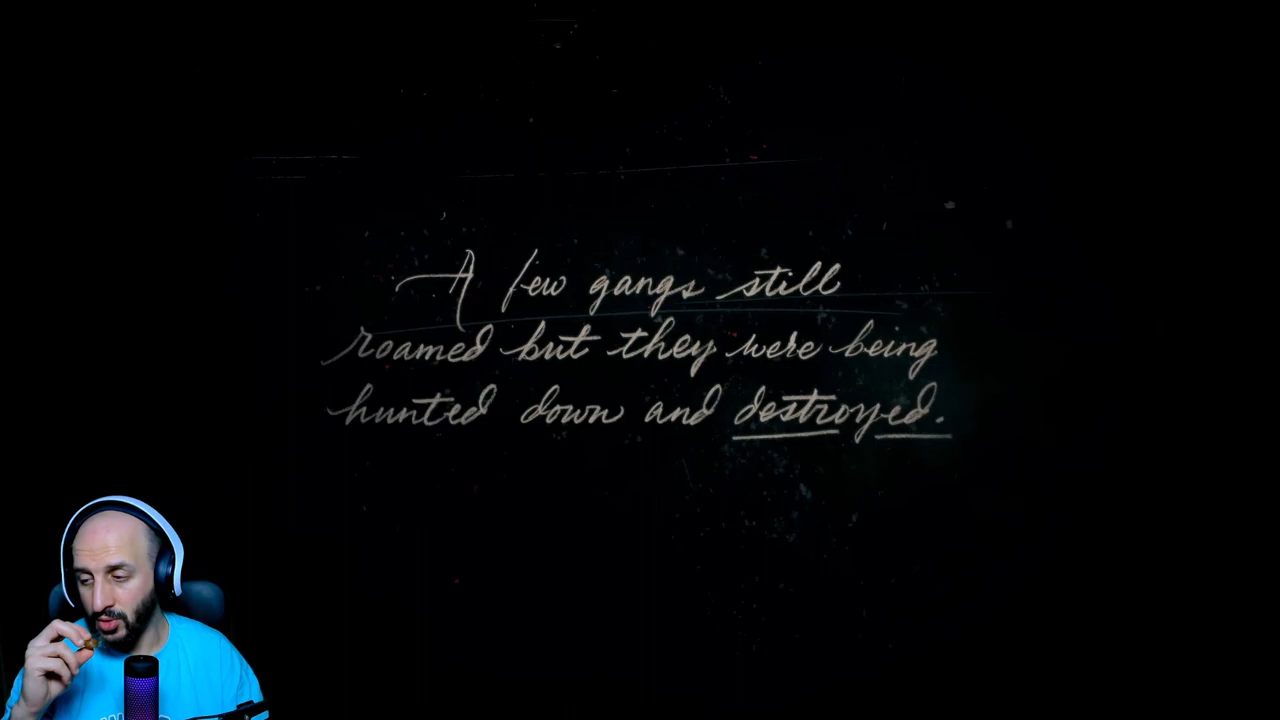 A few gangs still
roamed but they were being
hunted down and destroyed.